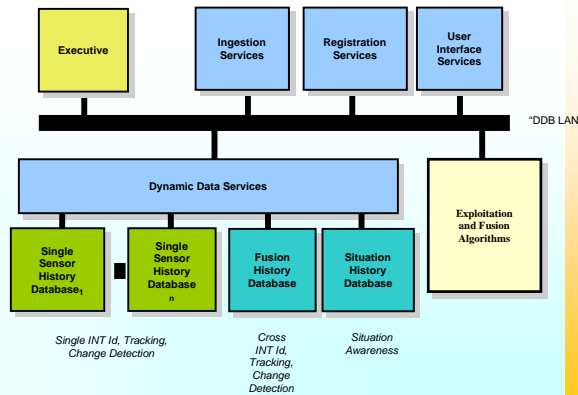 Executive
Ingestion
Services
Registration
Services
User
Interface
Services
"DDB LAN
Dynamic Data Services
Exploitation
and Fusion
Algorithms
Single
Sensor
History
Database1
Single
Sensor
History
Database
n
Fusion
History
Database
Situation
History
Database
Single INT Id, Tracking,
Change Detection
Cross
INT Id,
Tracking,
Change
Detection
Situation
Awareness